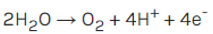 2H₂O → O₂ + 4H⁺ + 4e⁻